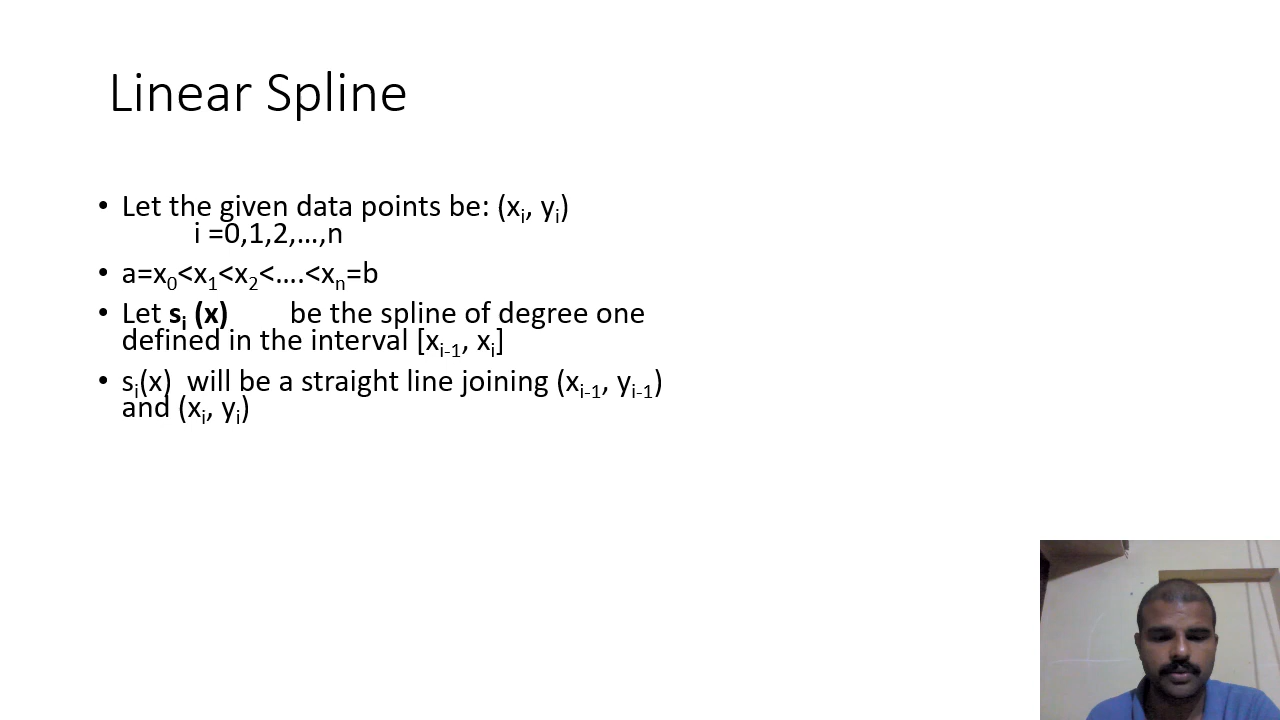 Linear Spline
• Let the given data points be: (xᵢ, yᵢ)
i =0,1,2,...,n
• a=x₀<x₁<x₂<....<xₙ=b
• Let sᵢ (x) be the spline of degree one
defined in the interval [xᵢ₋₁, xᵢ]
• sᵢ(x) will be a straight line joining (xᵢ₋₁, yᵢ₋₁)
and (xᵢ, yᵢ)